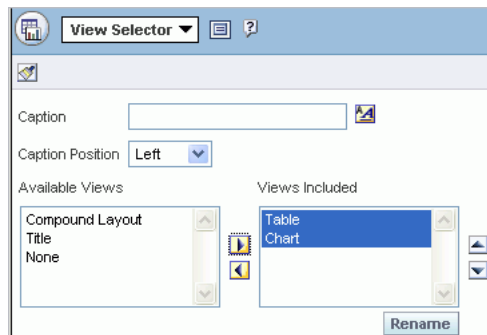 View Selector
Caption
Caption Position Left
Available Views
Views Included
Compound Layout
Title
None
Table
Chart
Rename